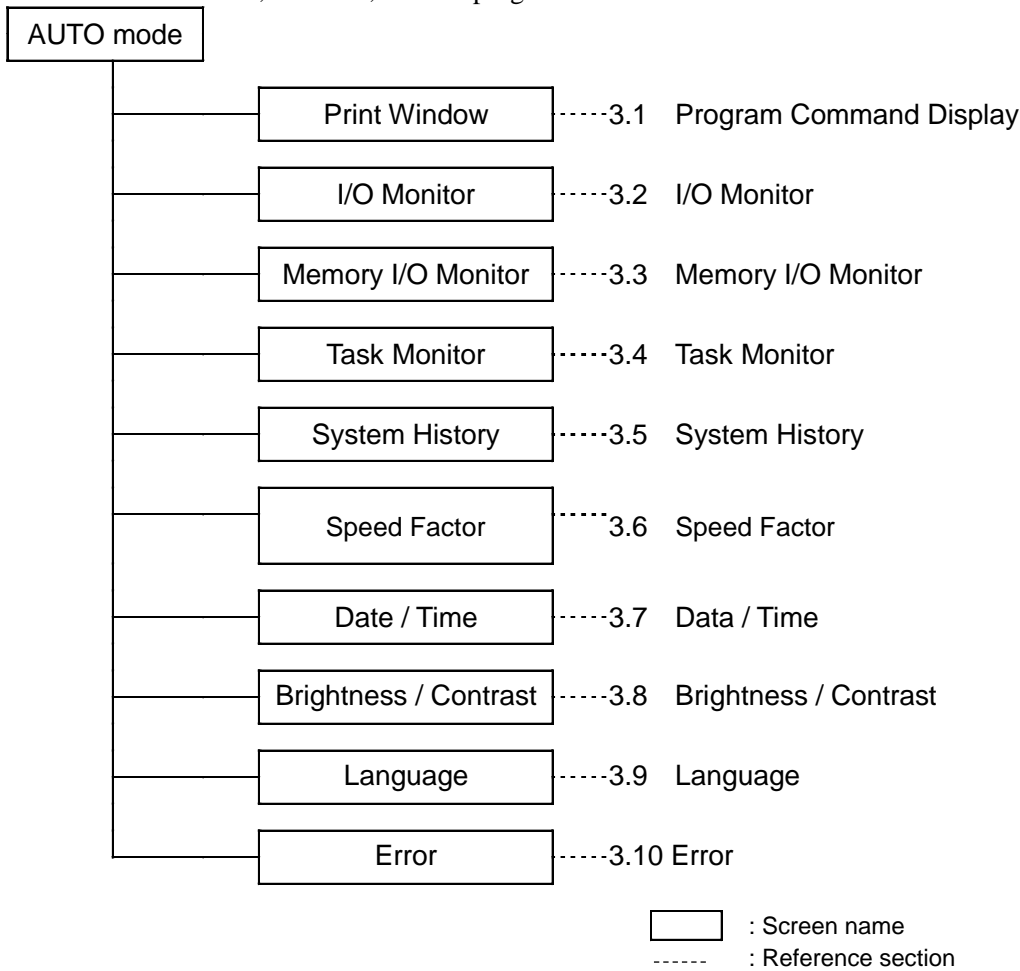 AUTO mode
Print Window 3.1 Program Command Display
I/O Monitor 3.2 I/O Monitor
Memory I/O Monitor 3.3 Memory I/O Monitor
Task Monitor 3.4 Task Monitor
System History 3.5 System History
Speed Factor 3.6 Speed Factor
Date / Time 3.7 Data / Time
Brightness / Contrast 3.8 Brightness / Contrast
Language 3.9 Language
Error 3.10 Error
: Screen name
: Reference section